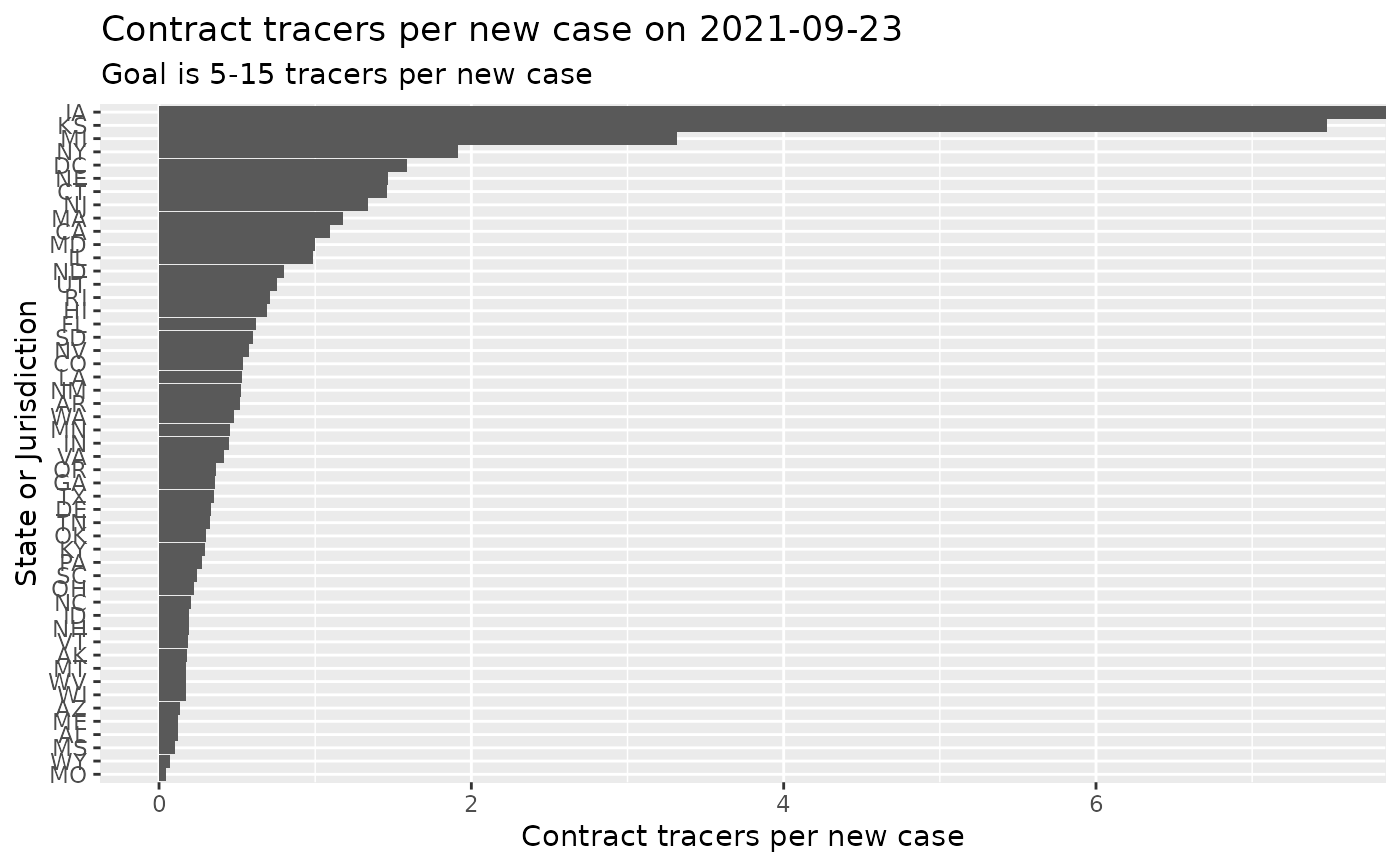 Contract tracers per new case on 2021-09-23
Goal is 5-15 tracers per new case
State or Jurisdiction
IA
KS
MI
NY
DC
NE
CT
NJ
MA
CA
MD
IL
ND
UT
RI
HI
FL
SD
NV
CO
LA
NM
AR
WA
MN
IN
VA
OR
GA
TX
DE
TN
OK
KY
PA
SC
OH
NC
ID
NH
VT
AK
MT
WV
WI
AZ
ME
AL
MS
WY
MO
0 2 4 6
Contract tracers per new case